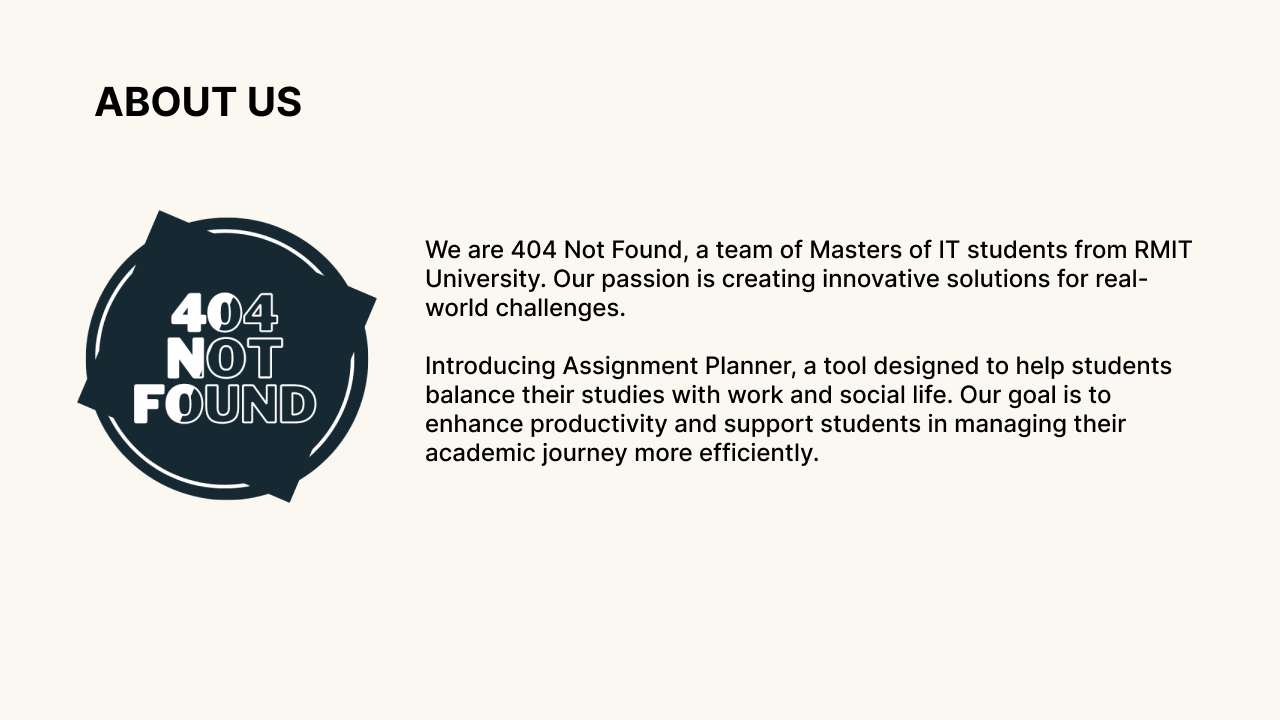 ABOUT US
404
NOT
FOUND
We are 404 Not Found, a team of Masters of IT students from RMIT
University. Our passion is creating innovative solutions for real-
world challenges.
Introducing Assignment Planner, a tool designed to help students
balance their studies with work and social life. Our goal is to
enhance productivity and support students in managing their
academic journey more efficiently.